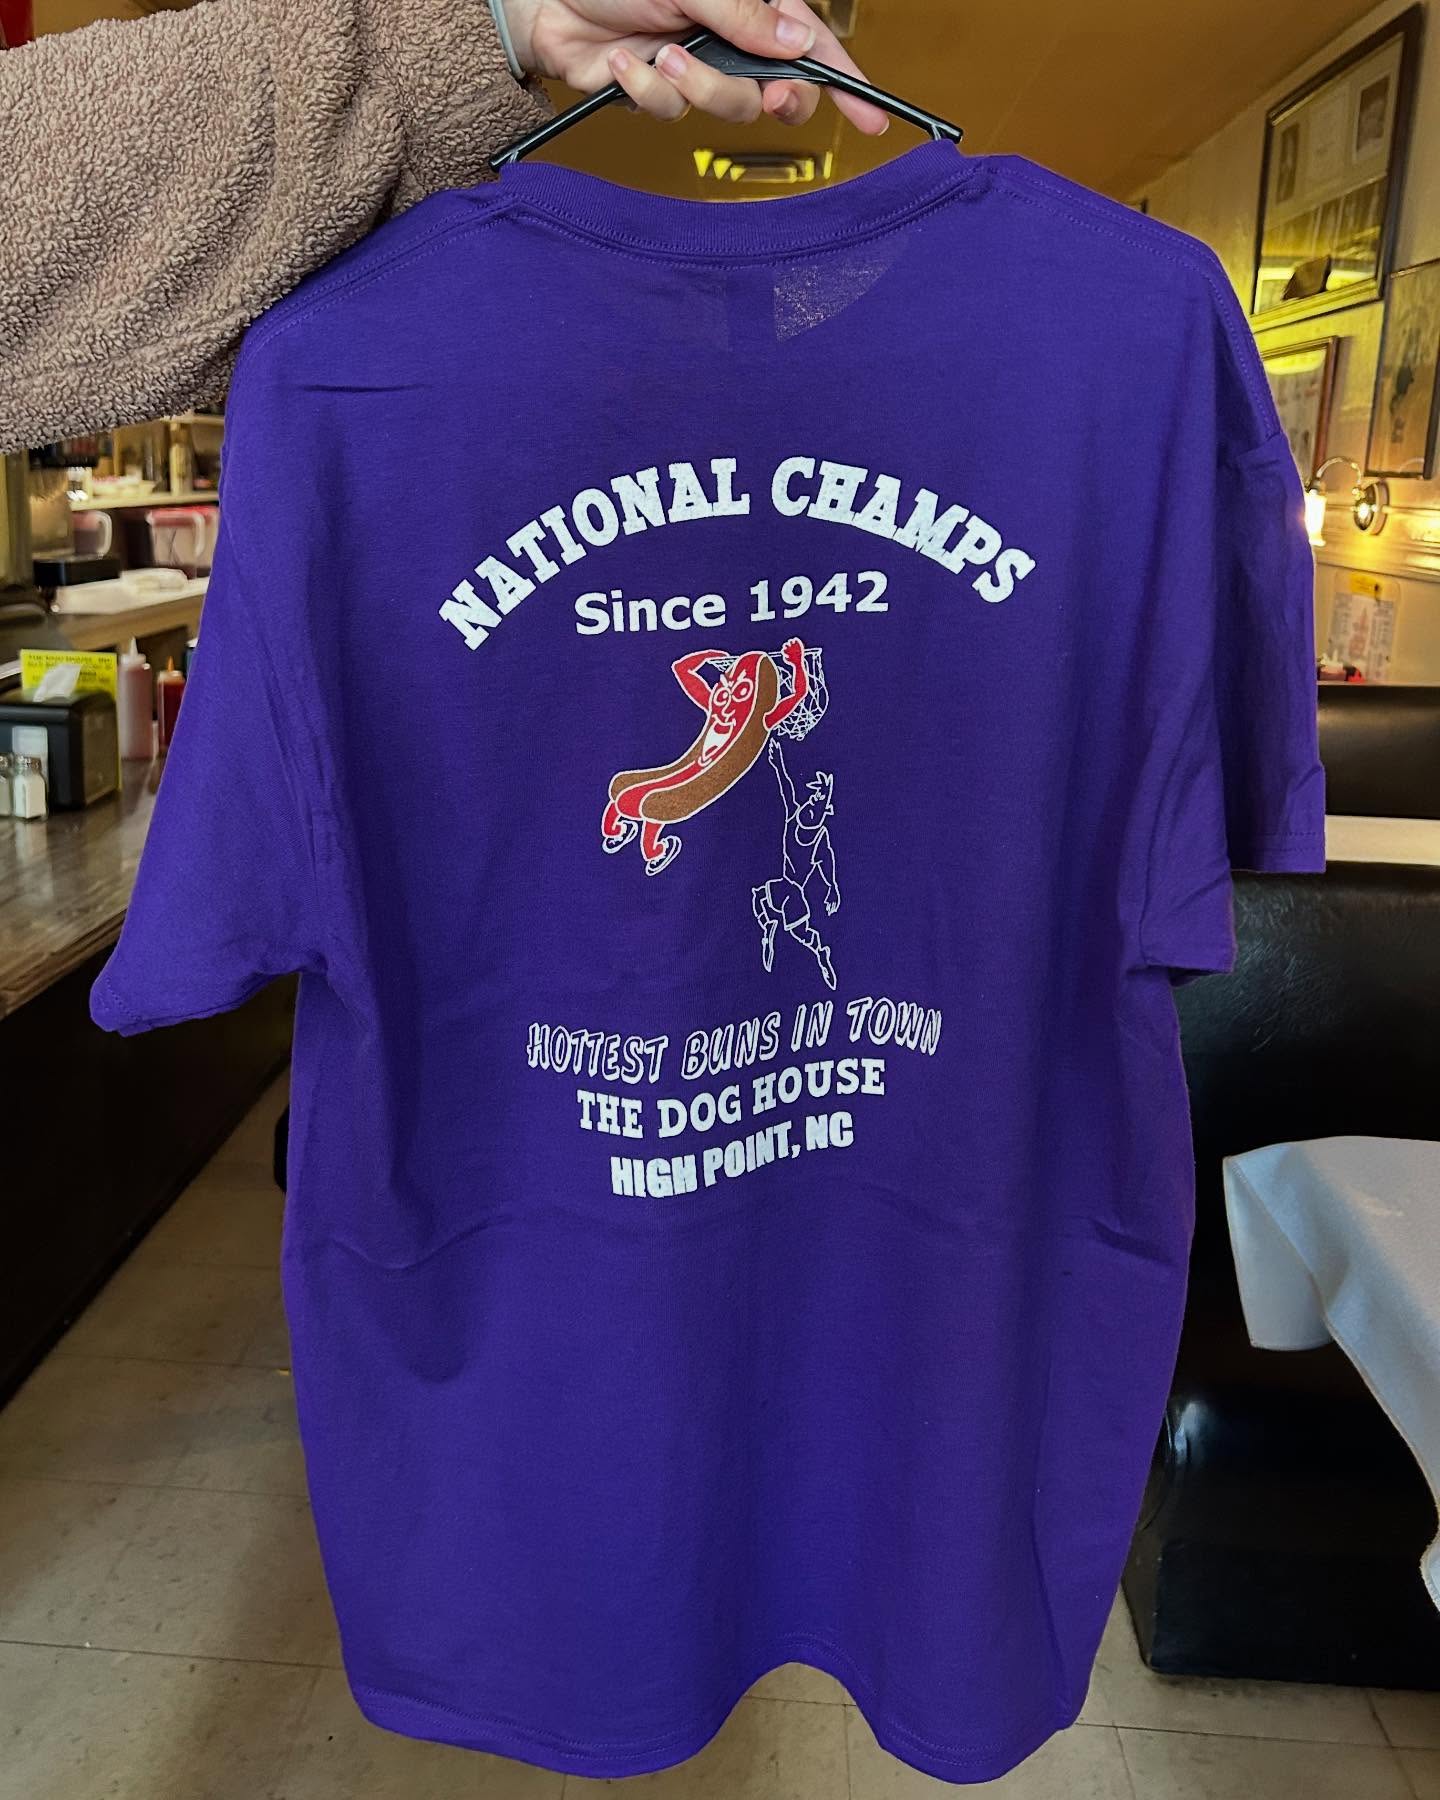 NATIONAL CHAMPS
Since 1942
HOTTEST BUNS IN TOWN
THE DOG HOUSE
HIGH POINT, NC